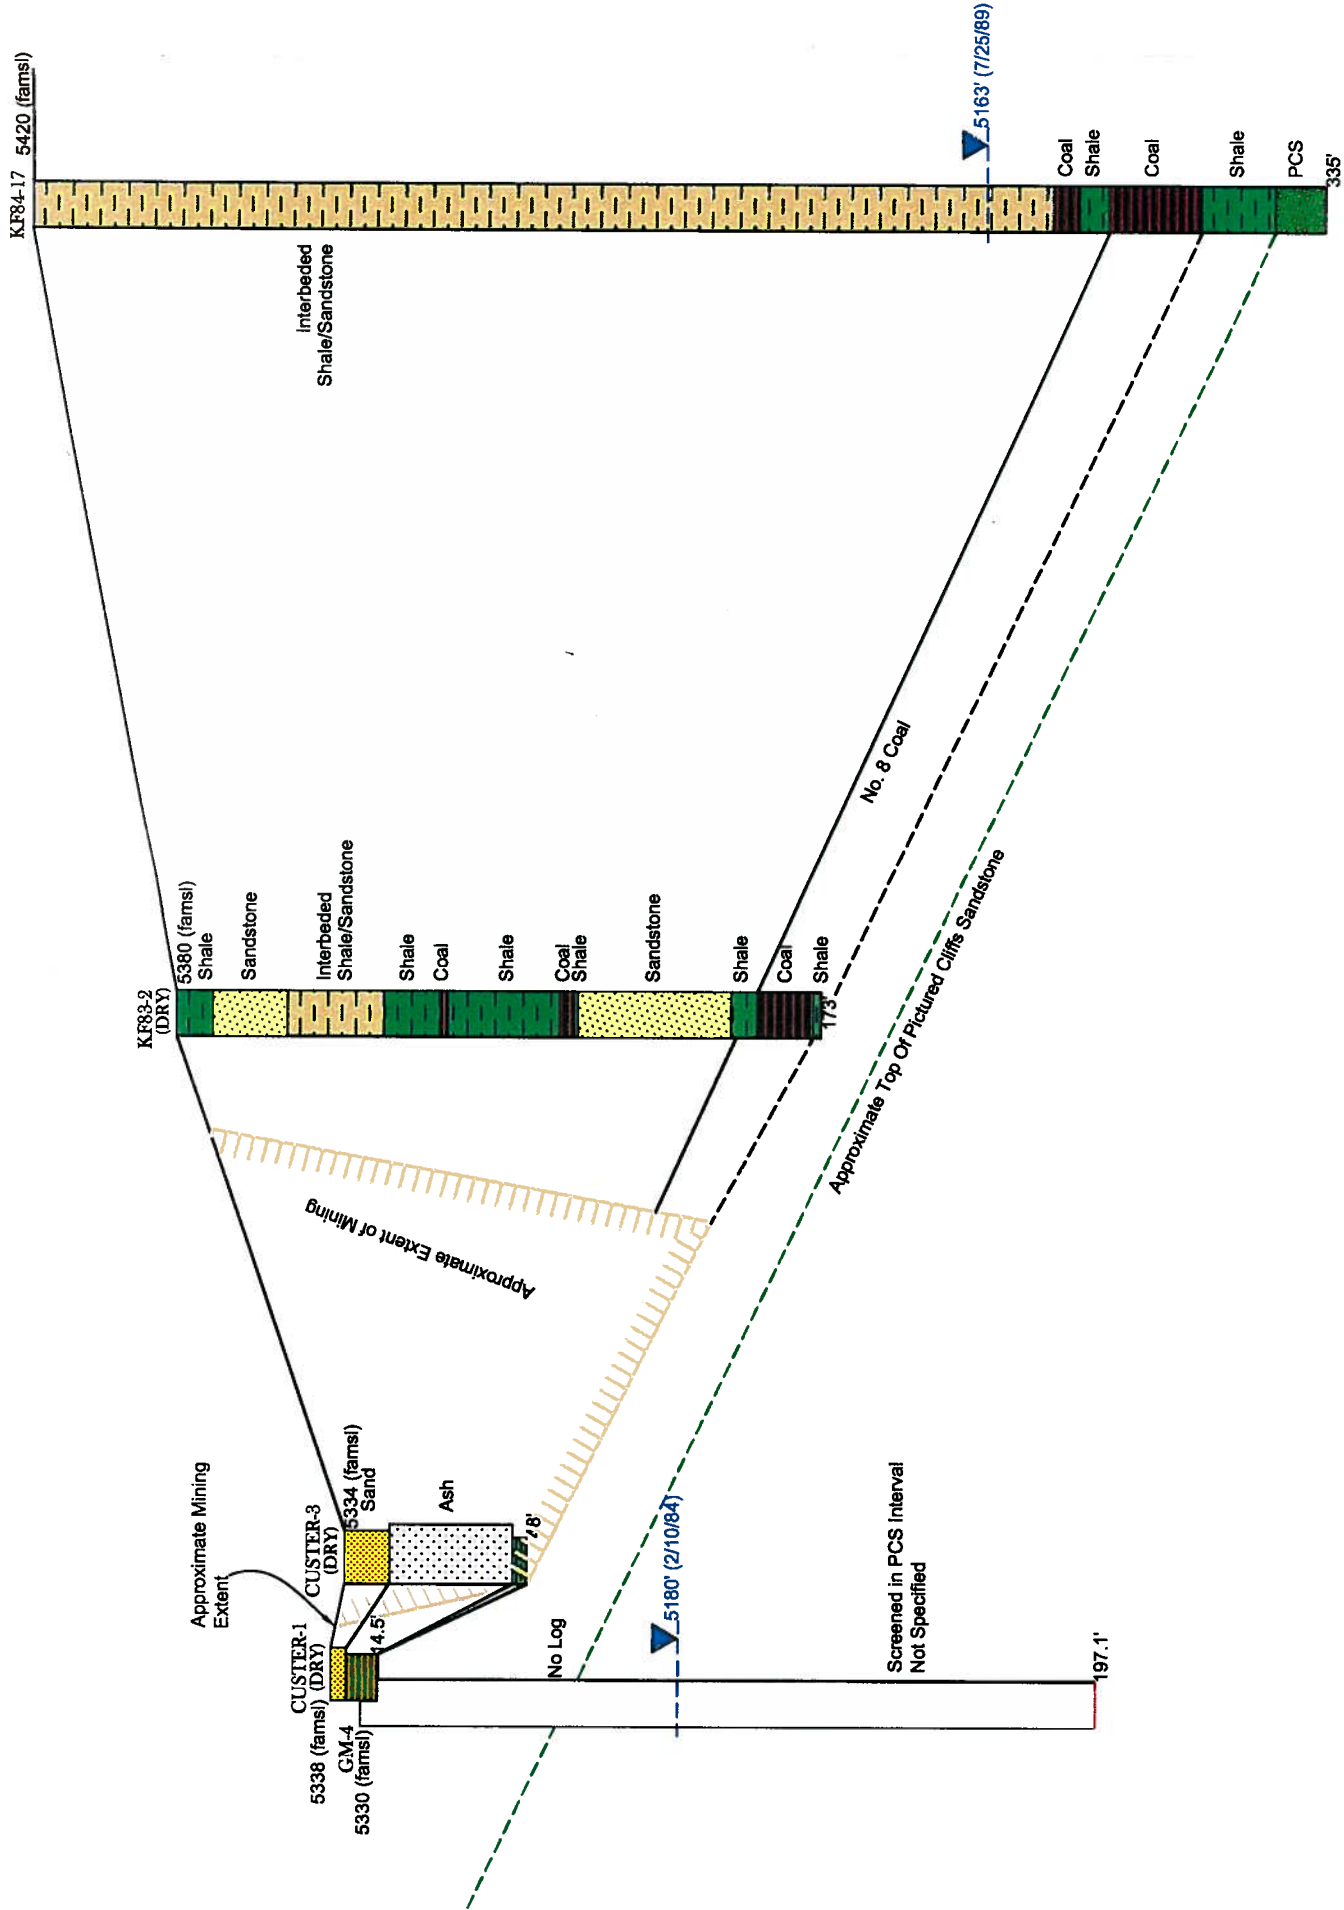 KF84-17
5420 (famsl)
Interbeded
Shale/Sandstone
5163' (7/25/89)
Coal
Shale
Coal
Shale
PCS
335'
KF83-2
(DRY)
5380 (famsl)
Shale
Sandstone
Interbeded
Shale/Sandstone
Shale
Coal
Shale
Coal
Shale
Sandstone
Shale
Coal
Shale
173'
No. 8 Coal
Approximate Top Of Pictured Cliffs Sandstone
Approximate Extent of Mining
Approximate Mining
Extent
CUSTER-3
(DRY)
5334 (famsl)
Sand
Ash
CUSTER-1
(DRY)
5338 (famsl)
14.5'
GM-4
5330 (famsl)
No Log
5180' (2/10/84)
Screened in PCS Interval
Not Specified
197.1'